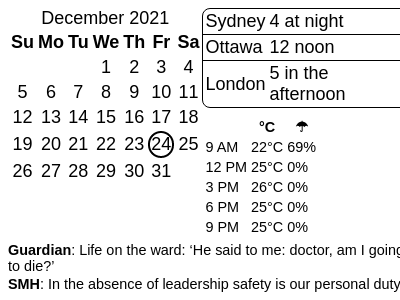 December 2021
Su Mo Tu We Th Fr Sa
1 2 3 4
5 6 7 8 9 10 11
12 13 14 15 16 17 18
19 20 21 22 23 24 25
26 27 28 29 30 31
Sydney 4 at night
Ottawa 12 noon
London 5 in the
afternoon
°C ☂
9 AM 22°C 69%
12 PM 25°C 0%
3 PM 26°C 0%
6 PM 25°C 0%
9 PM 25°C 0%
Guardian: Life on the ward: ‘He said to me: doctor, am I going
to die?’
SMH: In the absence of leadership safety is our personal duty